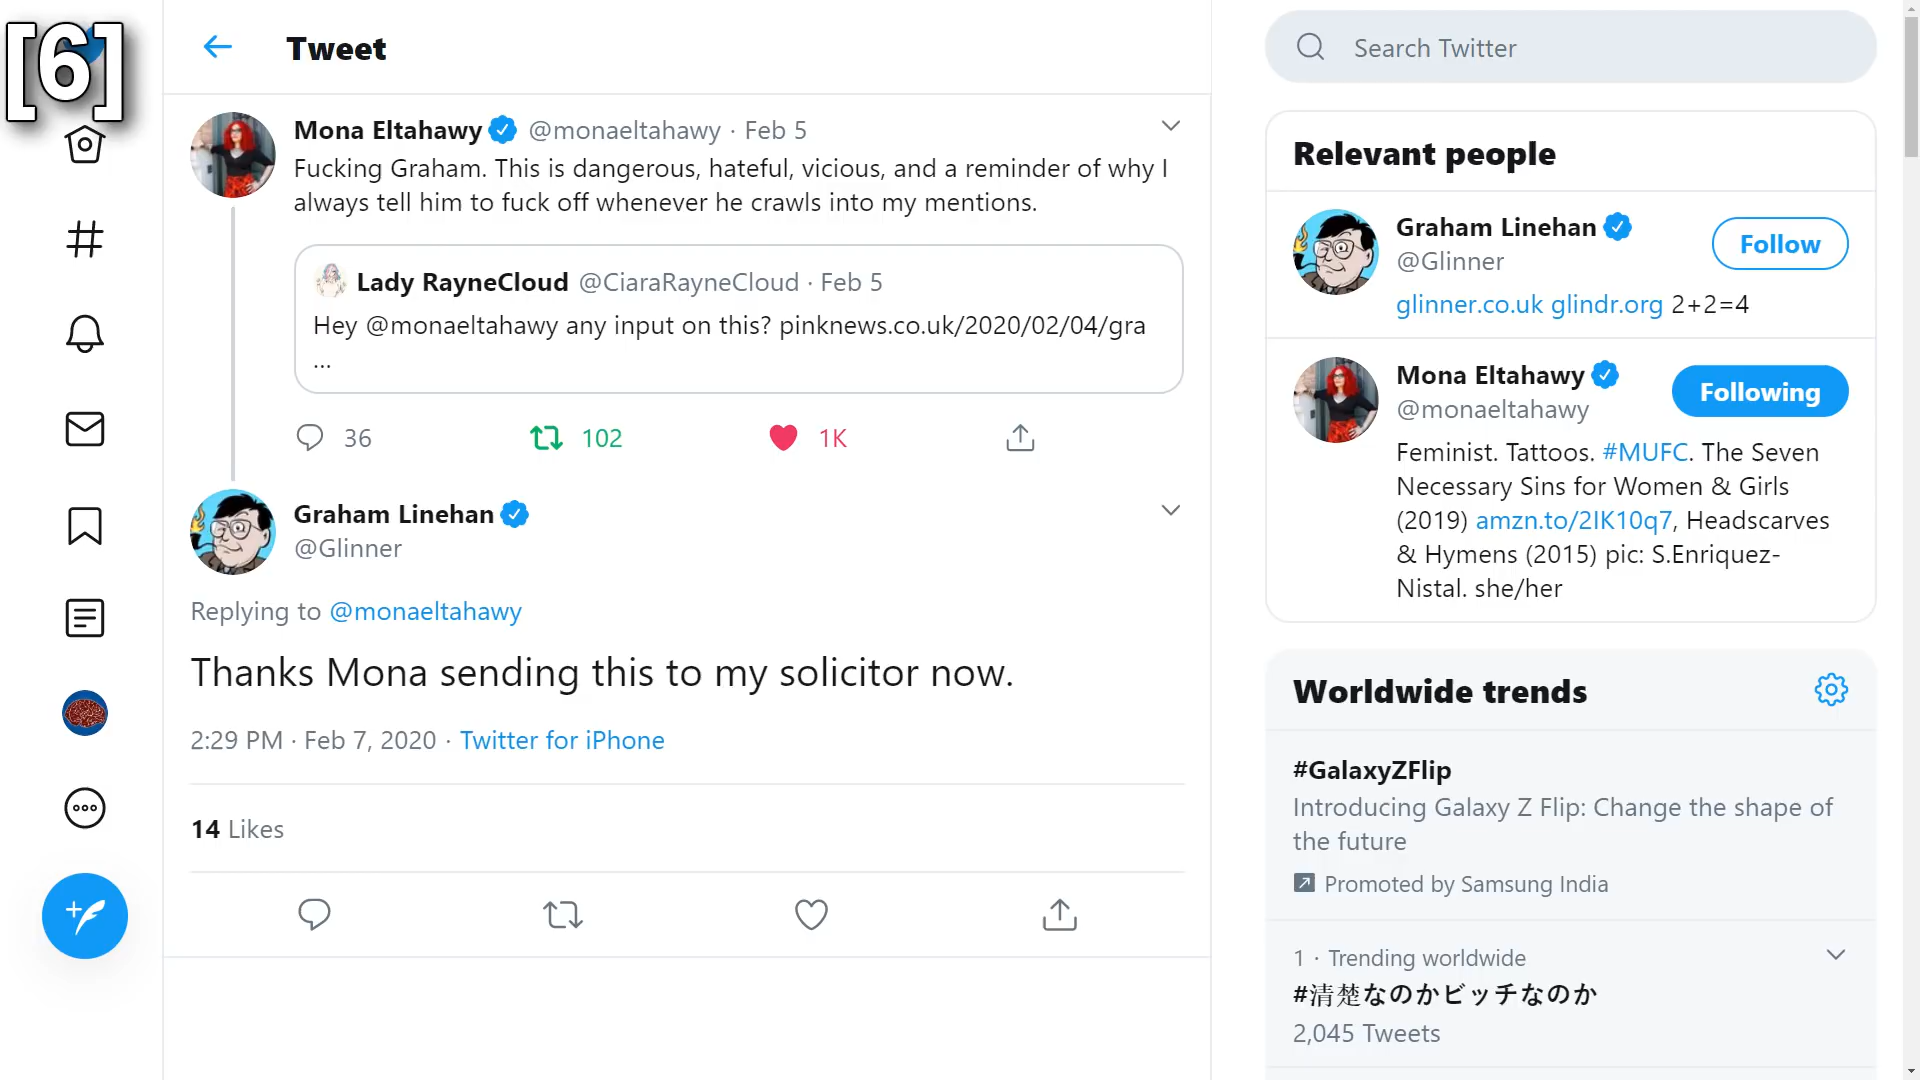 [6]
Tweet
Mona Eltahawy @monaeltahawy · Feb 5
Fucking Graham. This is dangerous, hateful, vicious, and a reminder of why I
always tell him to fuck off whenever he crawls into my mentions.
Lady RayneCloud @CiaraRayneCloud · Feb 5
Hey @monaeltahawy any input on this? pinknews.co.uk/2020/02/04/gra
...
36 102 1K
Graham Linehan
@Glinner
Replying to @monaeltahawy
Thanks Mona sending this to my solicitor now.
2:29 PM · Feb 7, 2020 · Twitter for iPhone
14 Likes
Search Twitter
Relevant people
Graham Linehan
@Glinner
Follow
glinner.co.uk glindr.org 2+2=4
Mona Eltahawy
@monaeltahawy
Following
Feminist. Tattoos. #MUFC. The Seven
Necessary Sins for Women & Girls
(2019) amzn.to/2IK10q7, Headscarves
& Hymens (2015) pic: S.Enriquez-
Nistal. she/her
Worldwide trends
#GalaxyZFlip
Introducing Galaxy Z Flip: Change the shape of
the future
Promoted by Samsung India
1 · Trending worldwide
#清楚なのかビッチなのか
2,045 Tweets